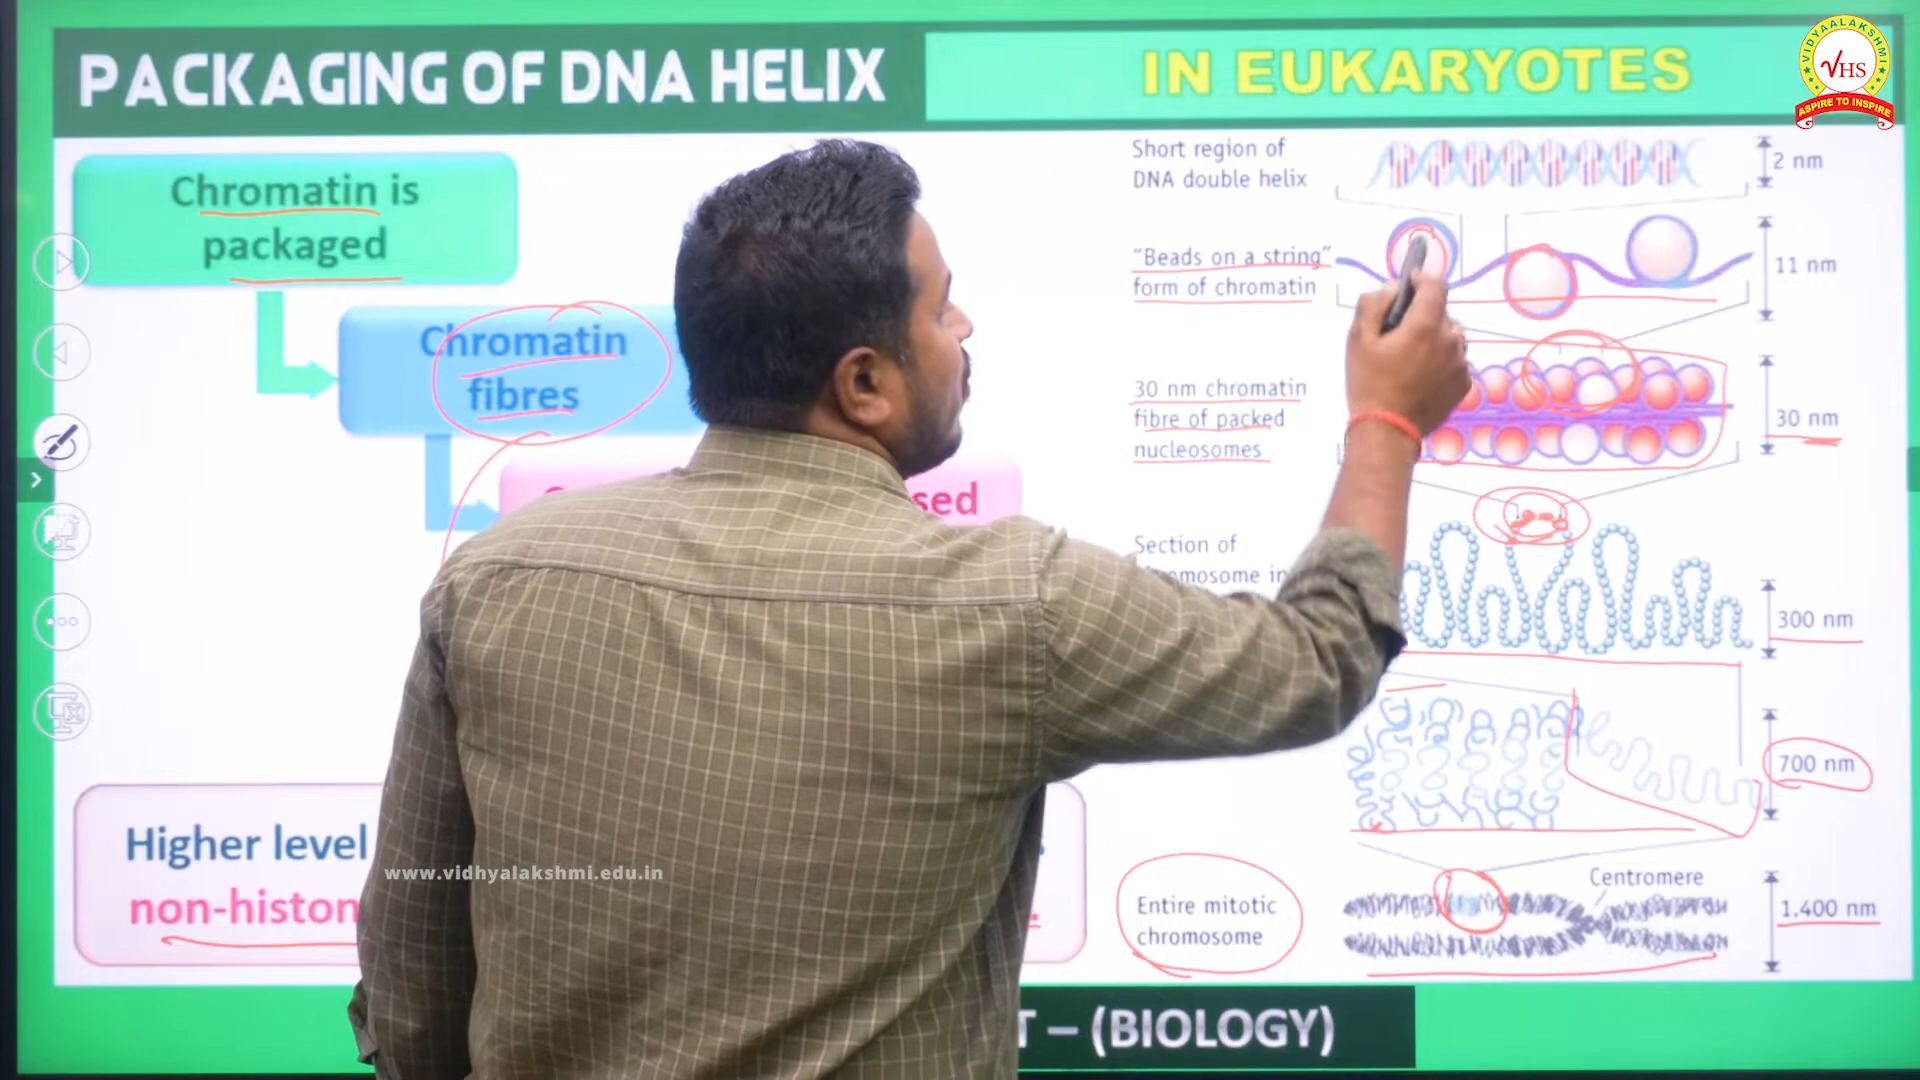 PACKAGING OF DNA HELIX
IN EUKARYOTES
VIDYAALAKSHMI
VHS
ASPIRE TO INSPIRE
Chromatin is
packaged
Chromatin
fibres
sed
Higher level
non-histon
www.vidhyalakshmi.edu.in
Short region of
DNA double helix
2 nm
"Beads on a string"
form of chromatin
11 nm
30 nm chromatin
fibre of packed
nucleosomes
30 nm
Section of
omosome in
300 nm
700 nm
Entire mitotic
chromosome
Centromere
1.400 nm
T – (BIOLOGY)